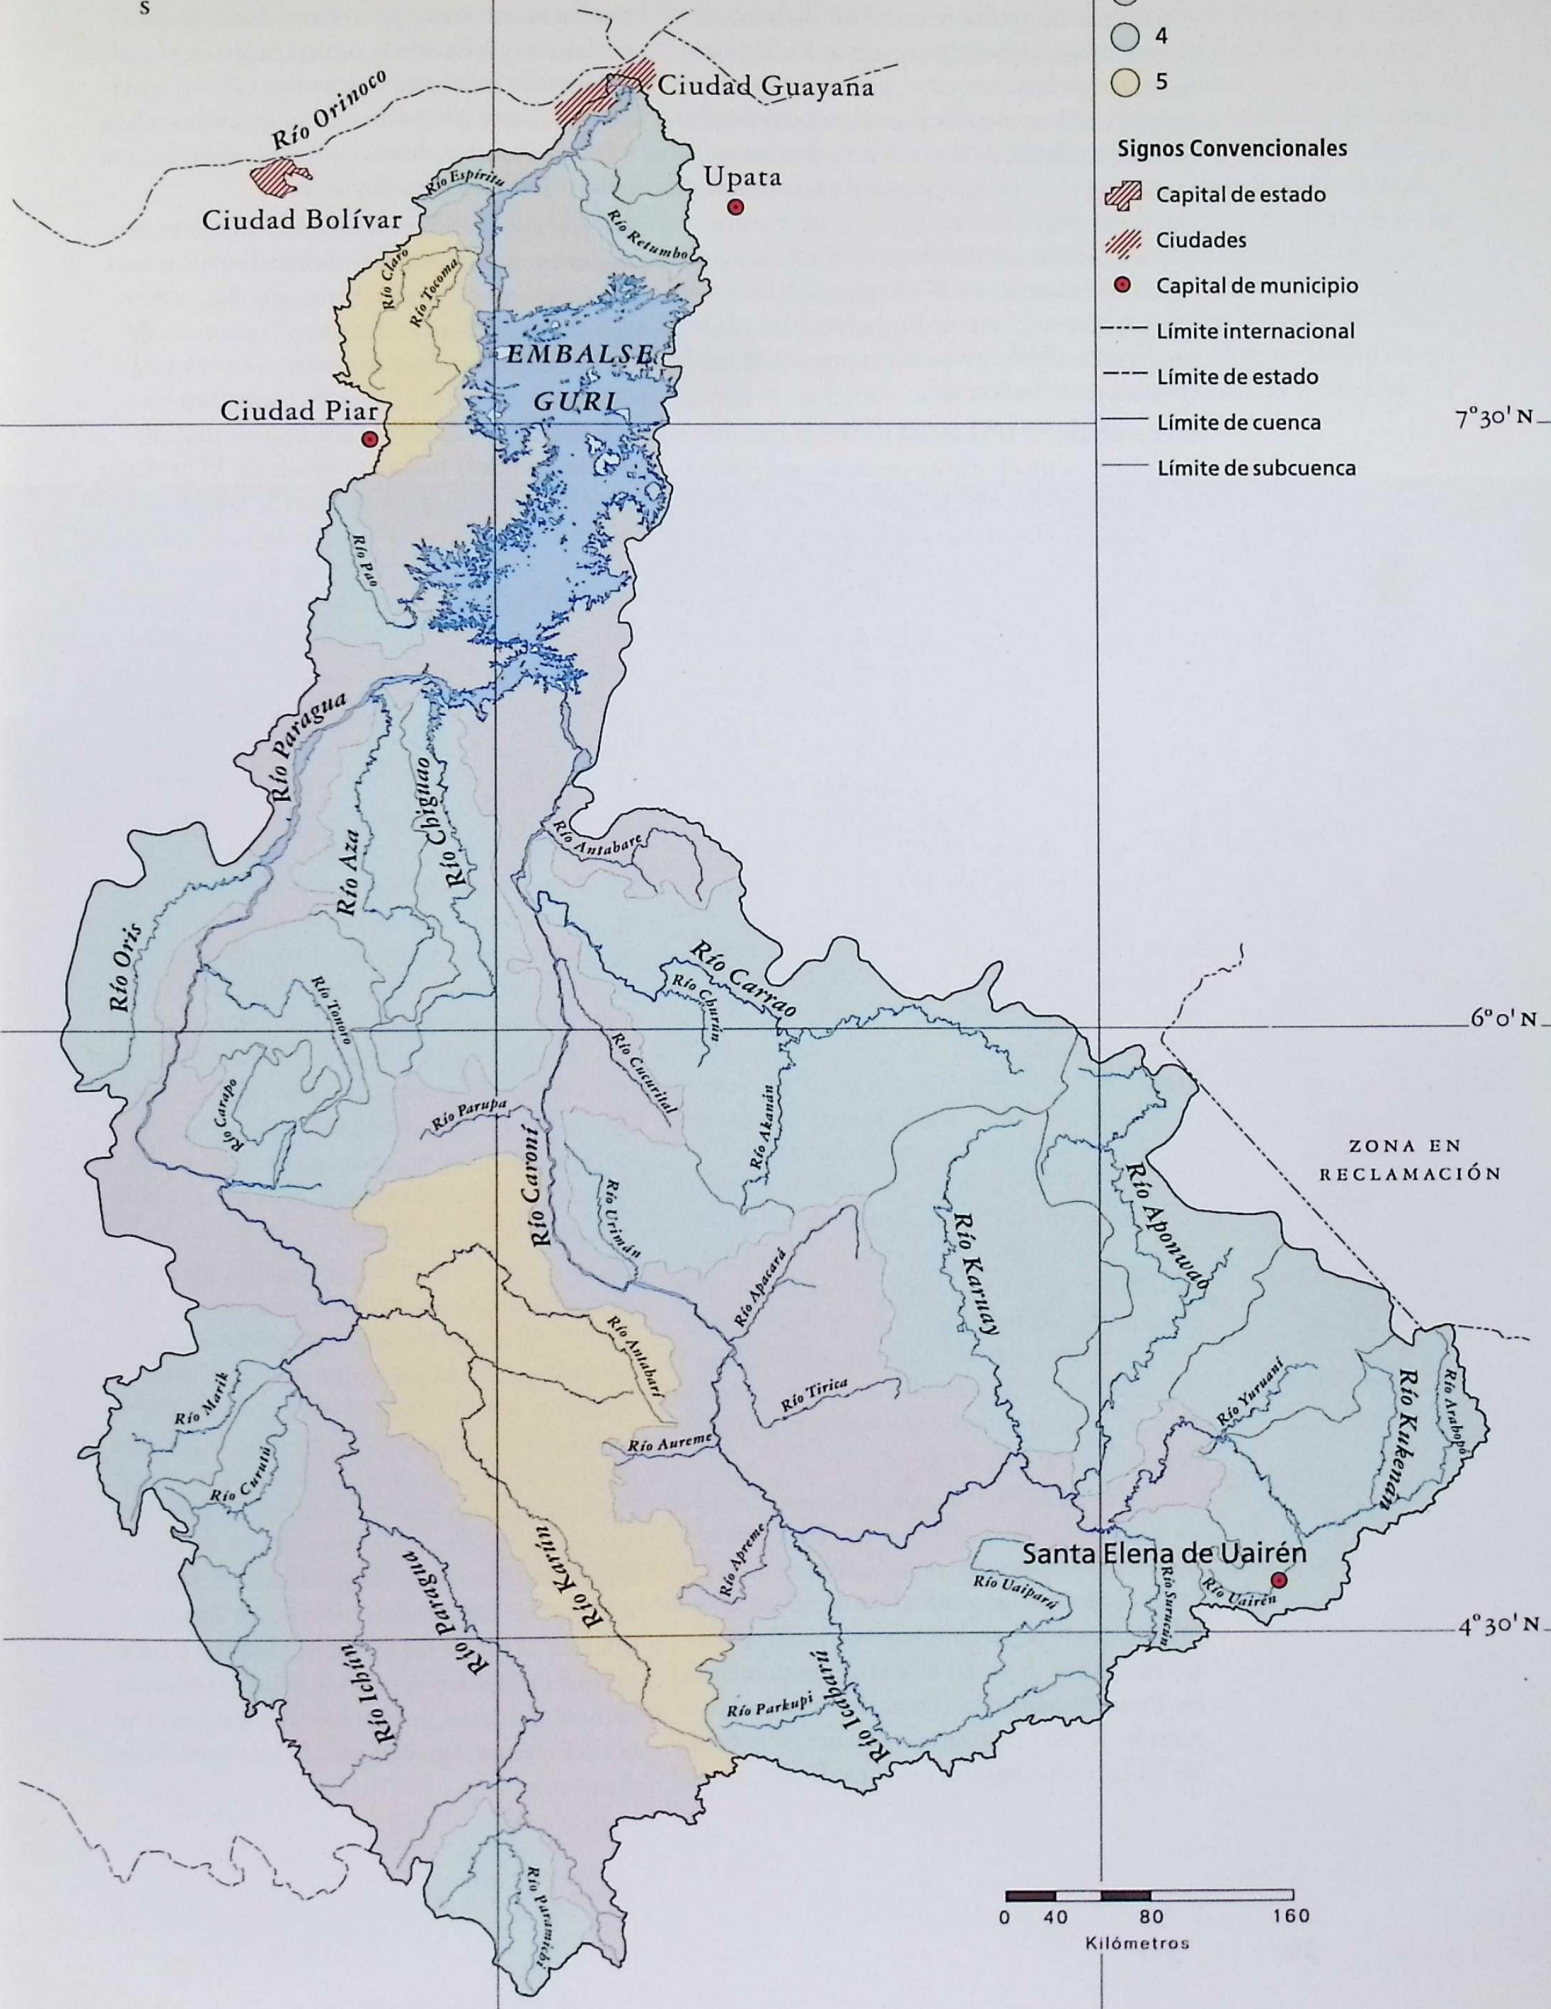 S
4
5
Signos Convencionales
Capital de estado
Ciudades
Capital de municipio
Límite internacional
Límite de estado
Límite de cuenca
Límite de subcuenca
Río Orinoco
Ciudad Guayana
Ciudad Bolívar
Upata
Río Espíritu
Río Retumbo
Río Claro
Río Tocoma
EMBALSE
GURI
Ciudad Piar
7°30'N
Río Pao
Río Paragua
Río Aza
Río Chiguao
Río Antabare
Río Oris
Río Tonoro
Río Carrao
Río Churún
6°0'N
Río Carapo
Río Parupa
Río Cucurital
Río Akanán
Río Caroní
Río Urimán
Río Apacará
Río Karuay
Río Aponwao
ZONA EN
RECLAMACIÓN
Río Antabarí
Río Marik
Río Tirica
Río Yuruaní
Río Kukenán
Río Arabopó
Río Aureme
Río Curutú
Río Apreme
Santa Elena de Uairén
Río Uaiparú
Río Surucún
Río Uairén
Río Karún
Río Paragua
Río Ichún
4°30'N
Río Parkupi
Río Icabarú
Río Paramichí
0 40 80 160
Kilómetros